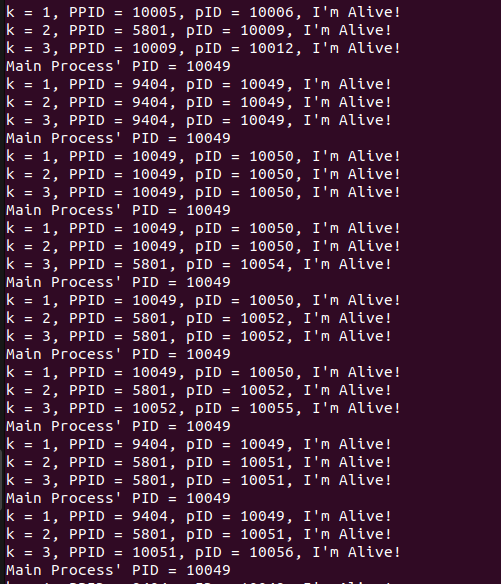 k = 1, PPID = 10005, pID = 10006, I'm Alive!
k = 2, PPID = 5801, pID = 10009, I'm Alive!
k = 3, PPID = 10009, pID = 10012, I'm Alive!
Main Process' PID = 10049
k = 1, PPID = 9404, pID = 10049, I'm Alive!
k = 2, PPID = 9404, pID = 10049, I'm Alive!
k = 3, PPID = 9404, pID = 10049, I'm Alive!
Main Process' PID = 10049
k = 1, PPID = 10049, pID = 10050, I'm Alive!
k = 2, PPID = 10049, pID = 10050, I'm Alive!
k = 3, PPID = 10049, pID = 10050, I'm Alive!
Main Process' PID = 10049
k = 1, PPID = 10049, pID = 10050, I'm Alive!
k = 2, PPID = 10049, pID = 10050, I'm Alive!
k = 3, PPID = 5801, pID = 10054, I'm Alive!
Main Process' PID = 10049
k = 1, PPID = 10049, pID = 10050, I'm Alive!
k = 2, PPID = 5801, pID = 10052, I'm Alive!
k = 3, PPID = 5801, pID = 10052, I'm Alive!
Main Process' PID = 10049
k = 1, PPID = 10049, pID = 10050, I'm Alive!
k = 2, PPID = 5801, pID = 10052, I'm Alive!
k = 3, PPID = 10052, pID = 10055, I'm Alive!
Main Process' PID = 10049
k = 1, PPID = 9404, pID = 10049, I'm Alive!
k = 2, PPID = 5801, pID = 10051, I'm Alive!
k = 3, PPID = 5801, pID = 10051, I'm Alive!
Main Process' PID = 10049
k = 1, PPID = 9404, pID = 10049, I'm Alive!
k = 2, PPID = 5801, pID = 10051, I'm Alive!
k = 3, PPID = 10051, pID = 10056, I'm Alive!
Main Process' PID = 10049